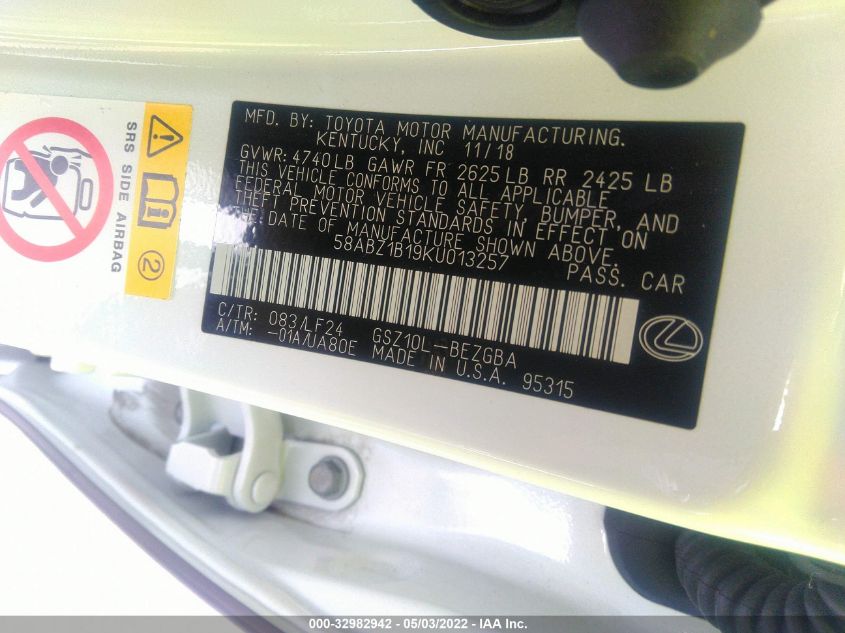 MFD. BY: TOYOTA MOTOR MANUFACTURING.
KENTUCKY, INC 11/18
GVWR: 4740LB GAWR FR 2625LB RR 2425 LB
THIS VEHICLE CONFORMS TO ALL APPLICABLE
FEDERAL MOTOR VEHICLE SAFETY, BUMPER, AND
THEFT PREVENTION STANDARDS IN EFFECT ON
THE DATE OF MANUFACTURE SHOWN ABOVE.
58ABZ1B19KU013257 PASS. CAR
C/TR: 083/LF24 GSZ10L-BEZGBA
A/TM: -01A/UA80E MADE IN U.S.A. 95315
SRS SIDE AIRBAG
2
000-32982942 - 05/03/2022 - IAA Inc.